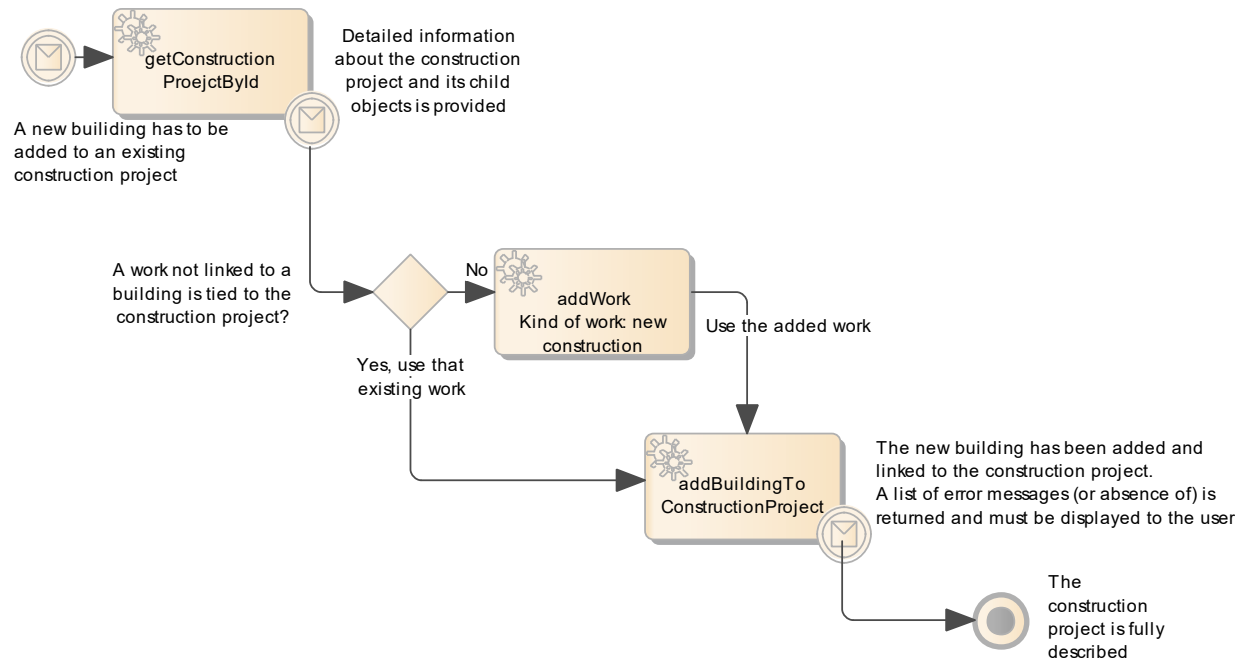 getConstruction
ProejctById
Detailed information
about the construction
project and its child
objects is provided
A new builiding has to be
added to an existing
construction project
A work not linked to a
building is tied to the
construction project?
No
addWork
Kind of work: new
construction
Use the added work
Yes, use that
existing work
addBuildingTo
ConstructionProject
The new building has been added and
linked to the construction project.
A list of error messages (or absence of) is
returned and must be displayed to the user
The
construction
project is fully
described